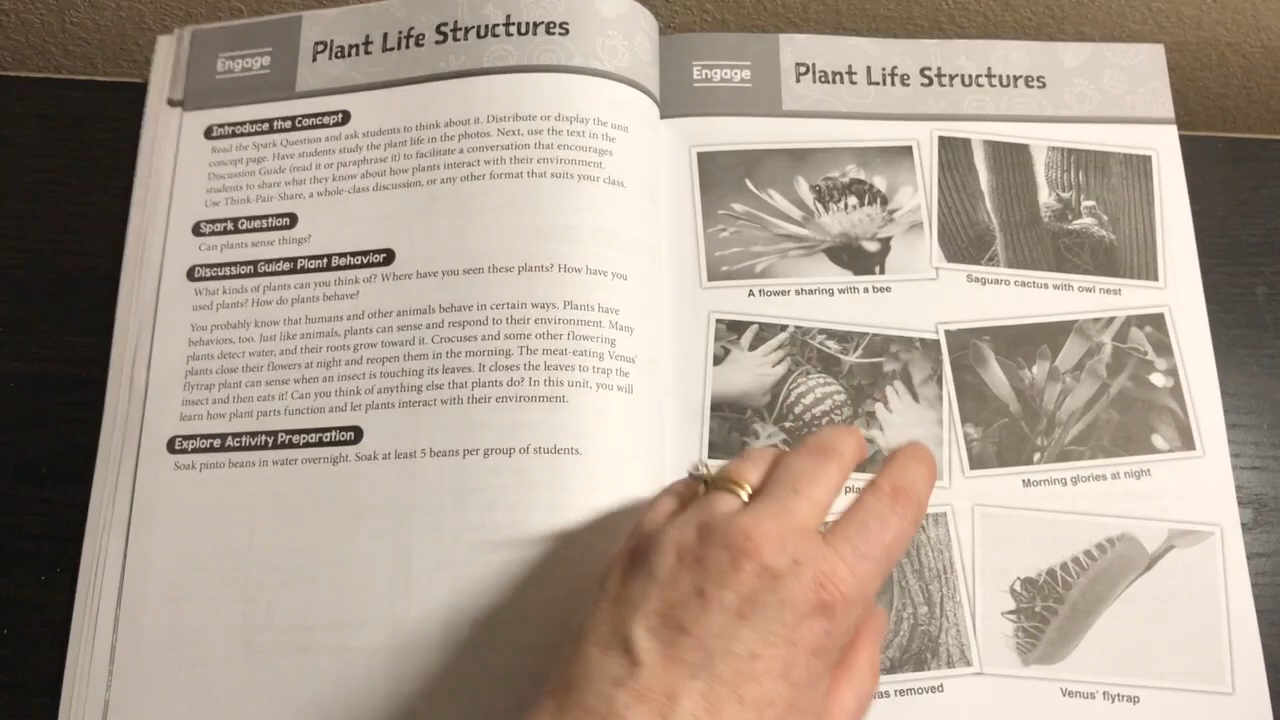 Engage
Plant Life Structures
Introduce the Concept
Read the Spark Question and ask students to think about it. Distribute or display the unit
concept page. Have students study the plant life in the photos. Next, use the text in the
Discussion Guide (read it or paraphrase it) to facilitate a conversation that encourages
students to share what they know about how plants interact with their environment.
Use Think-Pair-Share, a whole-class discussion, or any other format that suits your class.
Spark Question
Can plants sense things?
Discussion Guide: Plant Behavior
What kinds of plants can you think of? Where have you seen these plants? How have you
used plants? How do plants behave?
You probably know that humans and other animals behave in certain ways. Plants have
behaviors, too. Just like animals, plants can sense and respond to their environment. Many
plants detect water, and their roots grow toward it. Crocuses and some other flowering
plants close their flowers at night and reopen them in the morning. The meat-eating Venus'
flytrap plant can sense when an insect is touching its leaves. It closes the leaves to trap the
insect and then eats it! Can you think of anything else that plants do? In this unit, you will
learn how plant parts function and let plants interact with their environment.
Explore Activity Preparation
Soak pinto beans in water overnight. Soak at least 5 beans per group of students.
Engage
Plant Life Structures
A flower sharing with a bee
Saguaro cactus with owl nest
Morning glories at night
was removed
Venus' flytrap